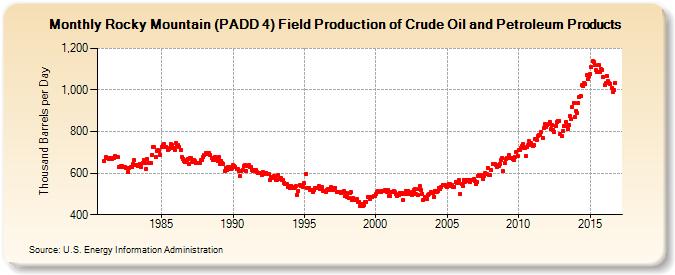 Monthly Rocky Mountain (PADD 4) Field Production of Crude Oil and Petroleum Products
Thousand Barrels per Day
1,200
1,000
800
600
400
1985 1990 1995 2000 2005 2010 2015
Source: U.S. Energy Information Administration